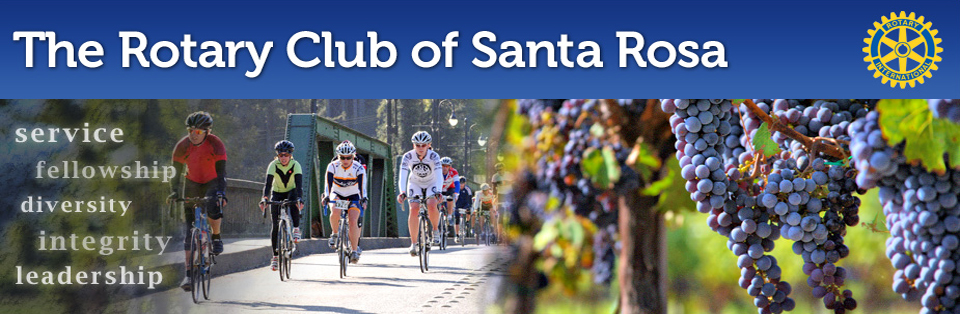 The Rotary Club of Santa Rosa
ROTARY
INTERNATIONAL
service
fellowship
diversity
integrity
leadership